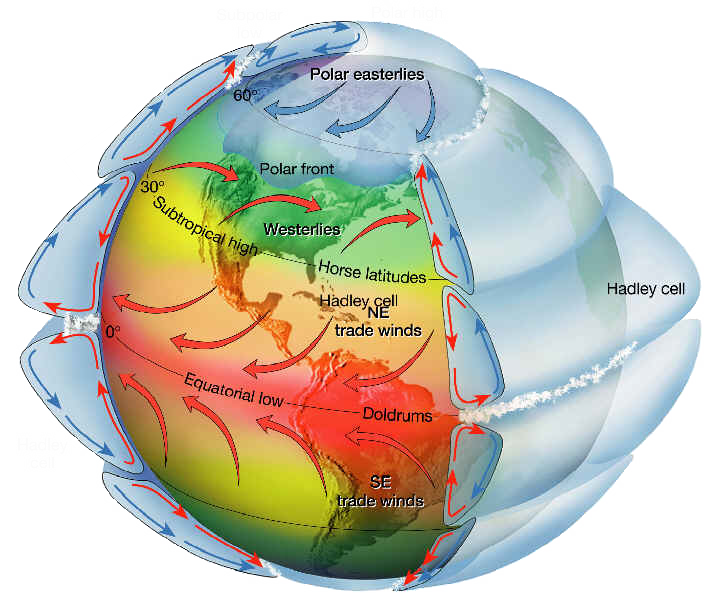 Polar easterlies
60°
Polar front
30°
Subtropical high
Westerlies
Horse latitudes
Hadley cell
Hadley cell
NE
trade winds
0°
Equatorial low
Doldrums
SE
trade winds